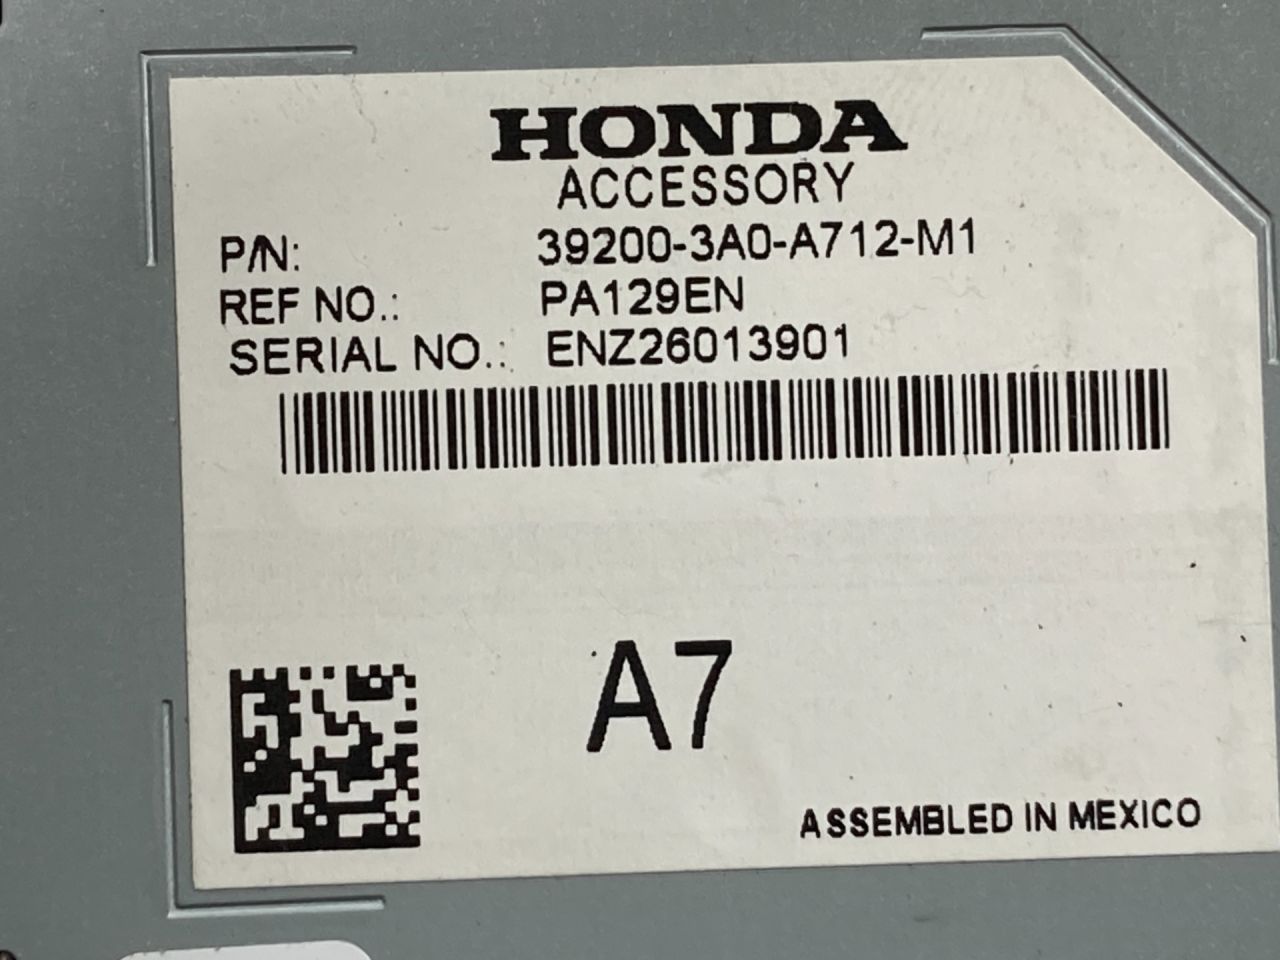 HONDA
ACCESSORY
P/N: 39200-3A0-A712-M1
REF NO.: PA129EN
SERIAL NO.: ENZ26013901
A7
ASSEMBLED IN MEXICO